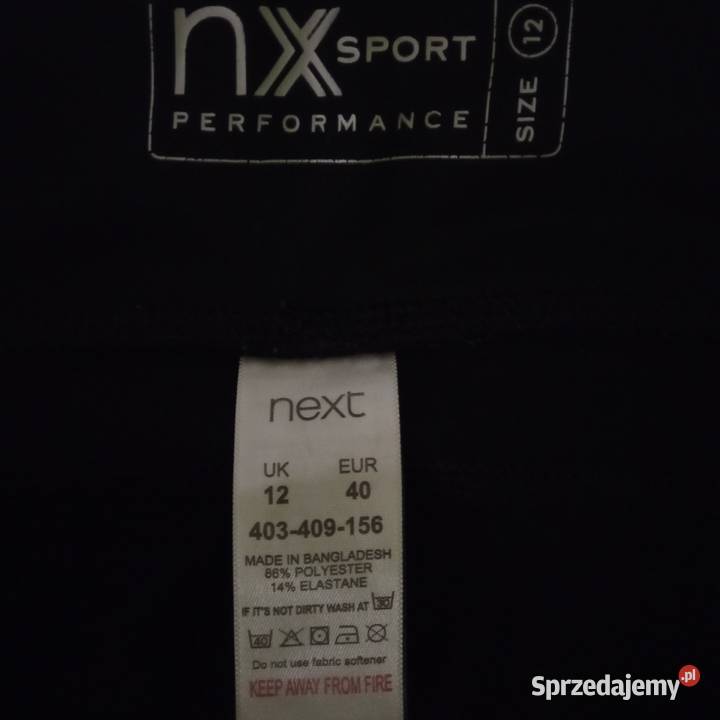 nX SPORT
PERFORMANCE
SIZE 12
next
UK EUR
12 40
403-409-156
MADE IN BANGLADESH
86% POLYESTER
14% ELASTANE
IF IT'S NOT DIRTY WASH AT 30
40
Do not use fabric softener
KEEP AWAY FROM FIRE
Sprzedajemy.pl